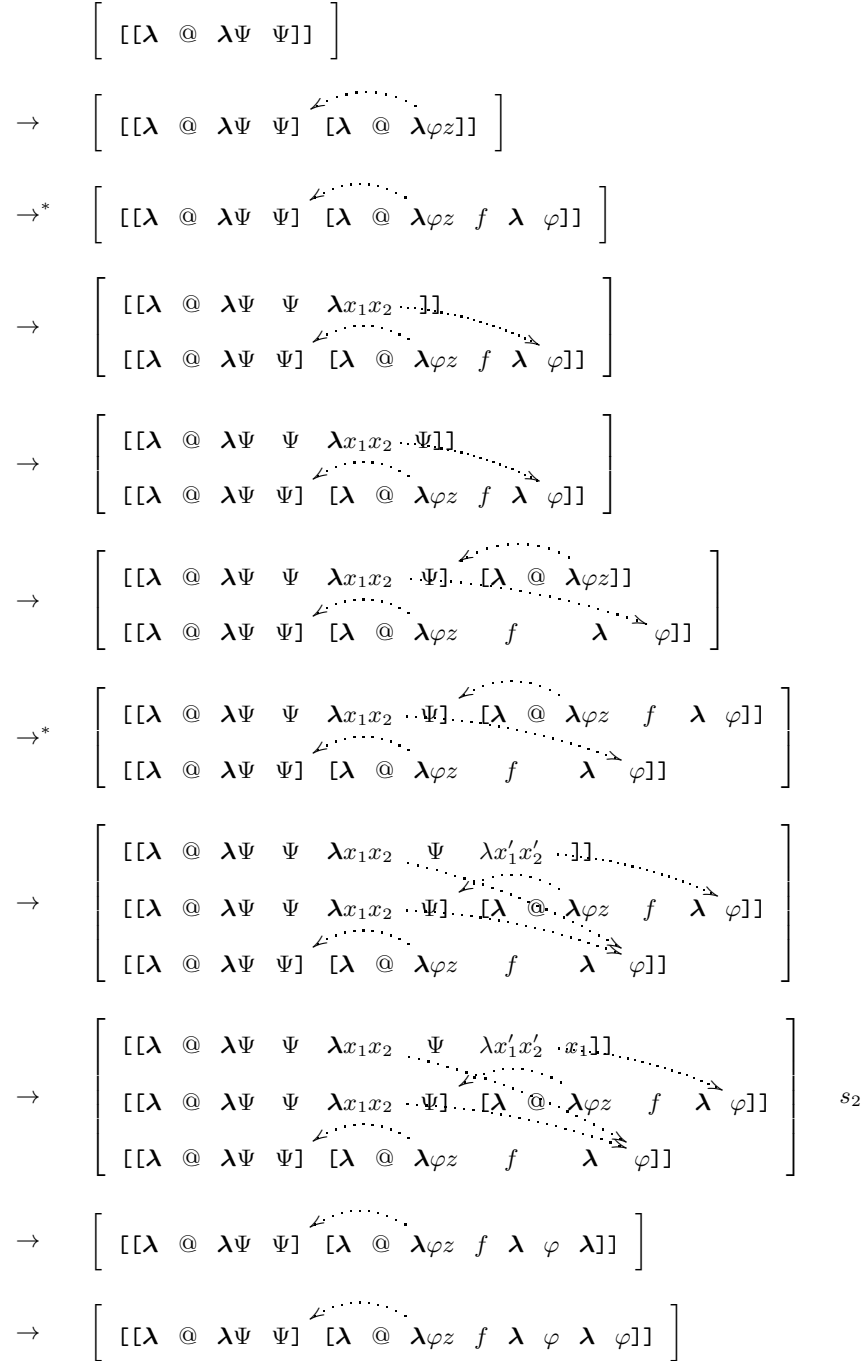 [[λ @ λΨ Ψ]]
→ [[λ @ λΨ Ψ] [λ @ λφz]]
→* [[λ @ λΨ Ψ] [λ @ λφz f λ φ]]
[[λ @ λΨ Ψ λx₁x₂ ]]
→
[[λ @ λΨ Ψ] [λ @ λφz f λ φ]]
[[λ @ λΨ Ψ λx₁x₂ Ψ]]
→
[[λ @ λΨ Ψ] [λ @ λφz f λ φ]]
[[λ @ λΨ Ψ λx₁x₂ Ψ] [λ @ λφz]]
→
[[λ @ λΨ Ψ] [λ @ λφz f λ φ]]
[[λ @ λΨ Ψ λx₁x₂ Ψ] [λ @ λφz f λ φ]]
→*
[[λ @ λΨ Ψ] [λ @ λφz f λ φ]]
[[λ @ λΨ Ψ λx₁x₂ Ψ λx′₁x′₂ ]]
→ [[λ @ λΨ Ψ λx₁x₂ Ψ] [λ @ λφz f λ φ]]
[[λ @ λΨ Ψ] [λ @ λφz f λ φ]]
[[λ @ λΨ Ψ λx₁x₂ Ψ λx′₁x′₂ x₁]]
→ [[λ @ λΨ Ψ λx₁x₂ Ψ] [λ @ λφz f λ φ]] s₂
[[λ @ λΨ Ψ] [λ @ λφz f λ φ]]
→ [[λ @ λΨ Ψ] [λ @ λφz f λ φ λ]]
→ [[λ @ λΨ Ψ] [λ @ λφz f λ φ λ φ]]